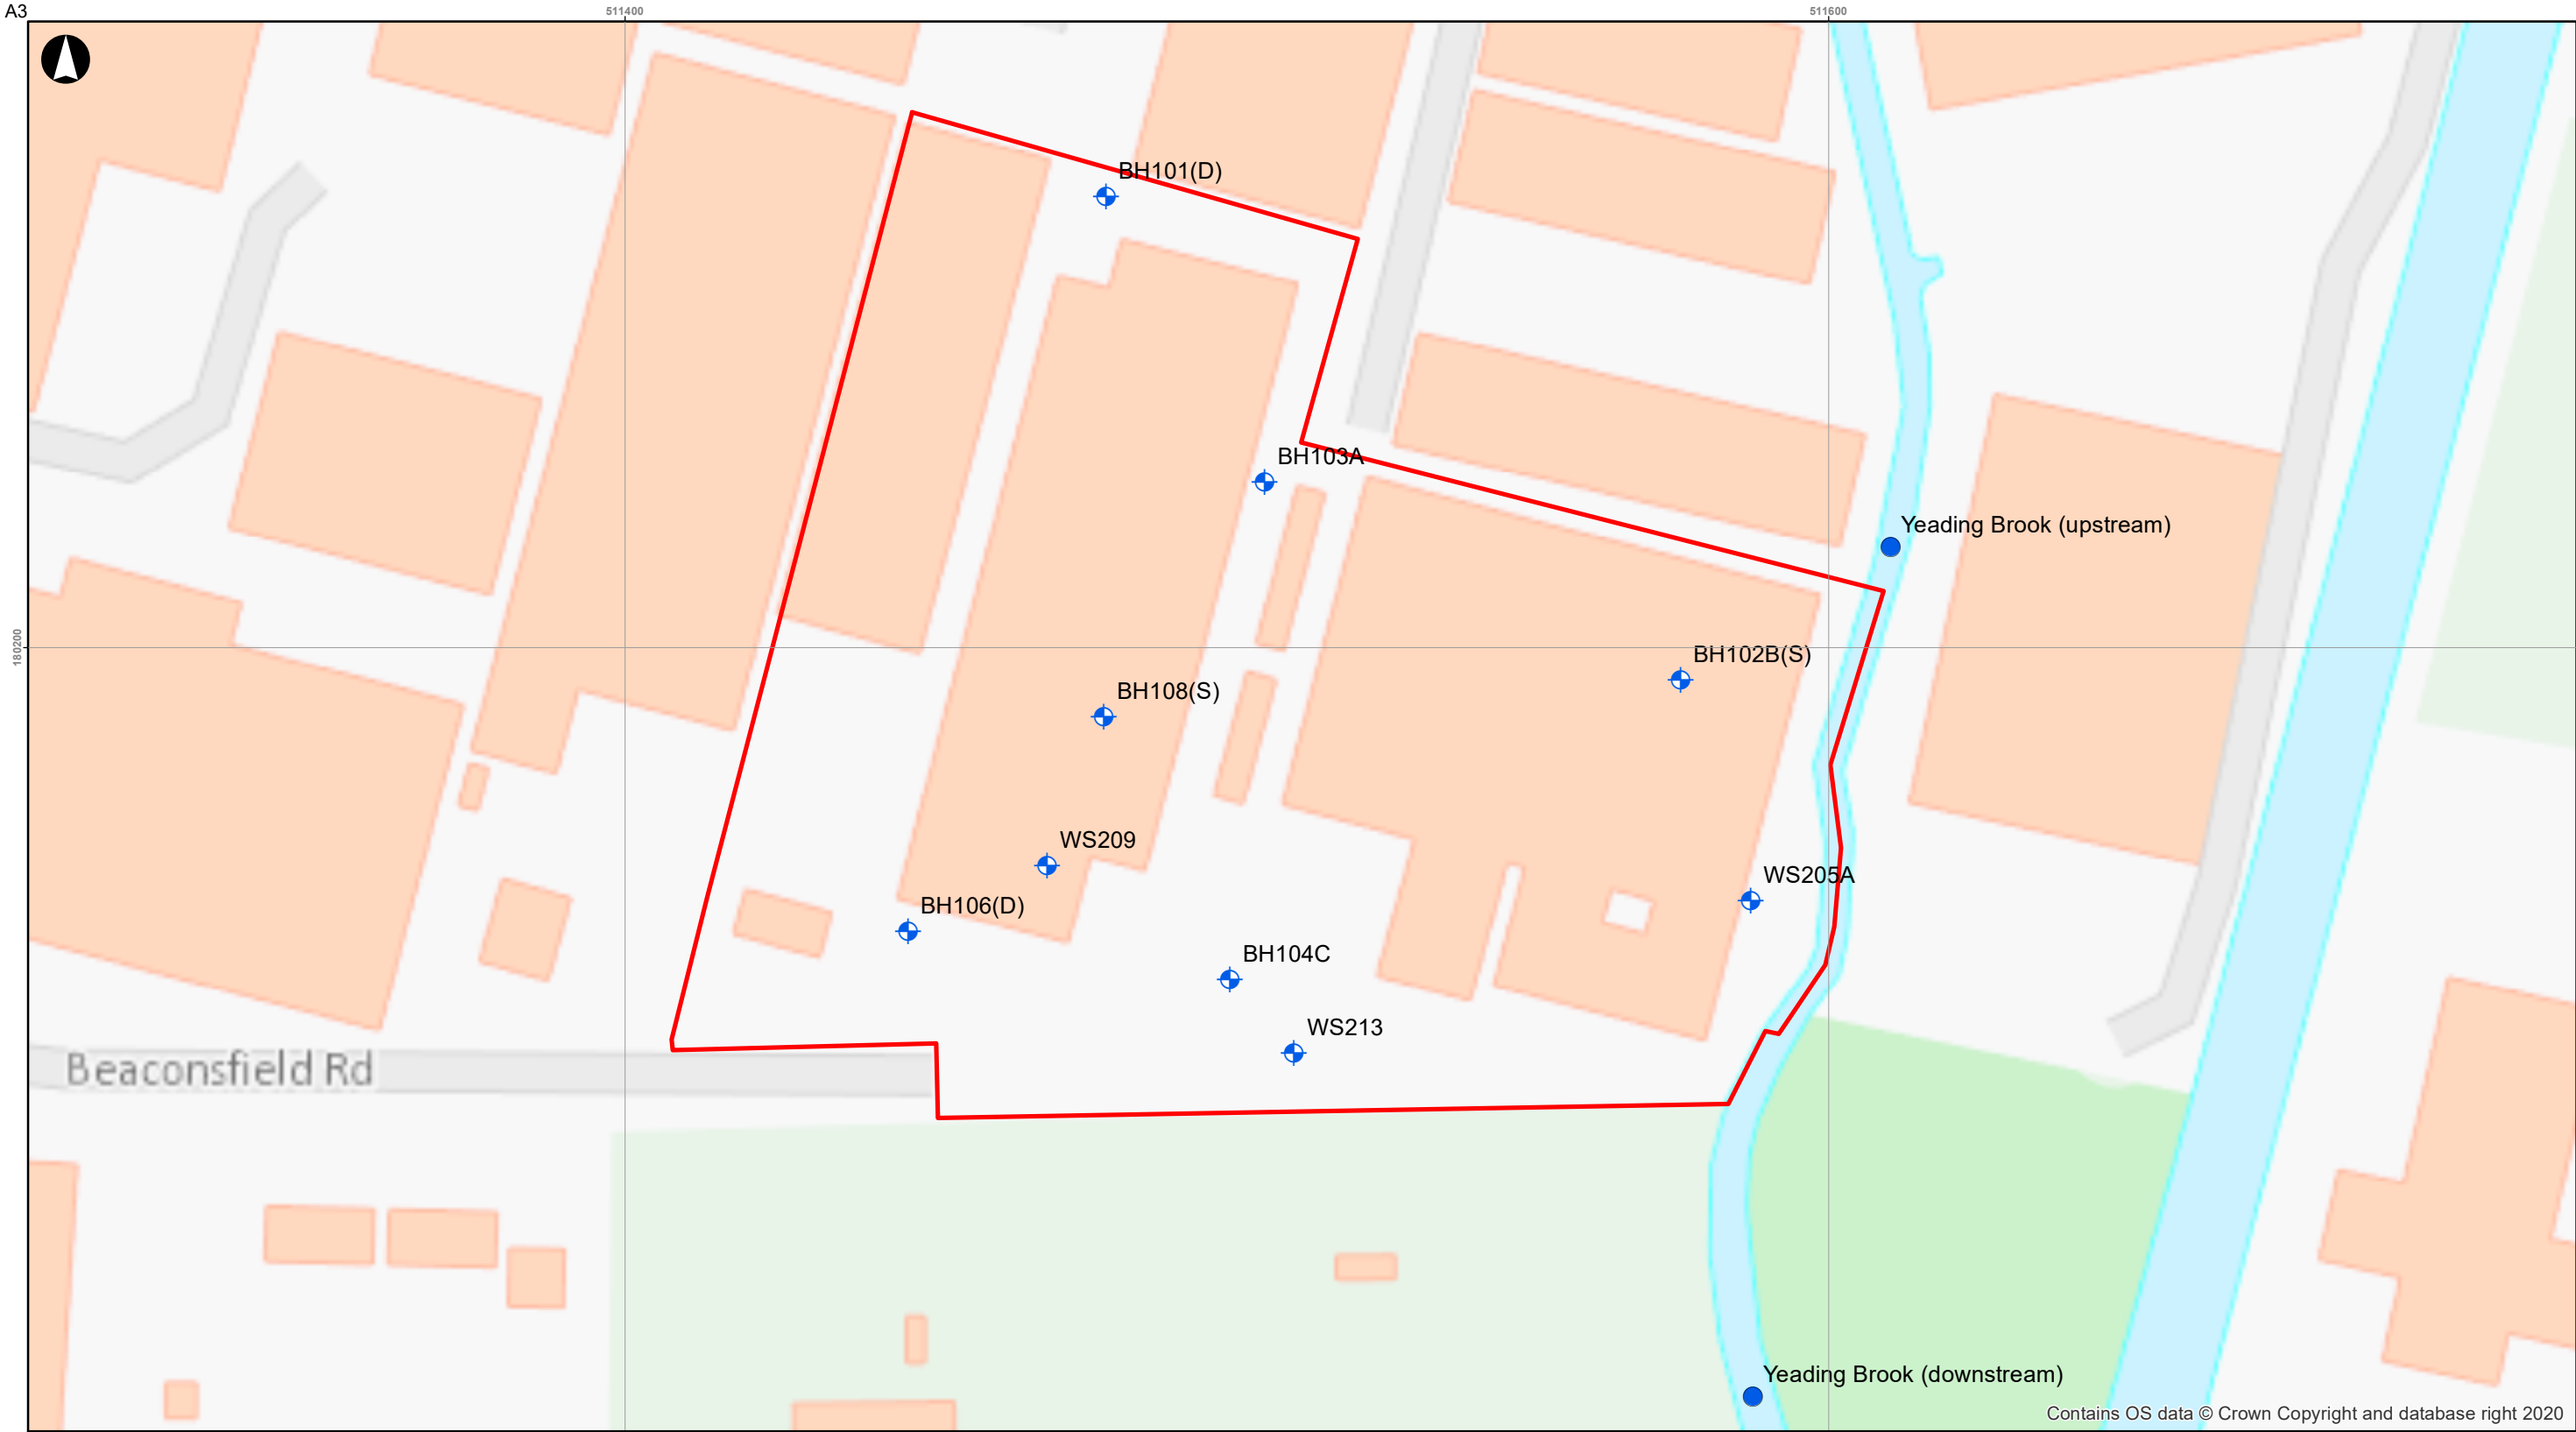 A3
511400
511600
BH101(D)
BH103A
Yeading Brook (upstream)
180200
BH102B(S)
BH108(S)
WS209
WS205A
BH106(D)
BH104C
WS213
Beaconsfield Rd
Yeading Brook (downstream)
Contains OS data © Crown Copyright and database right 2020